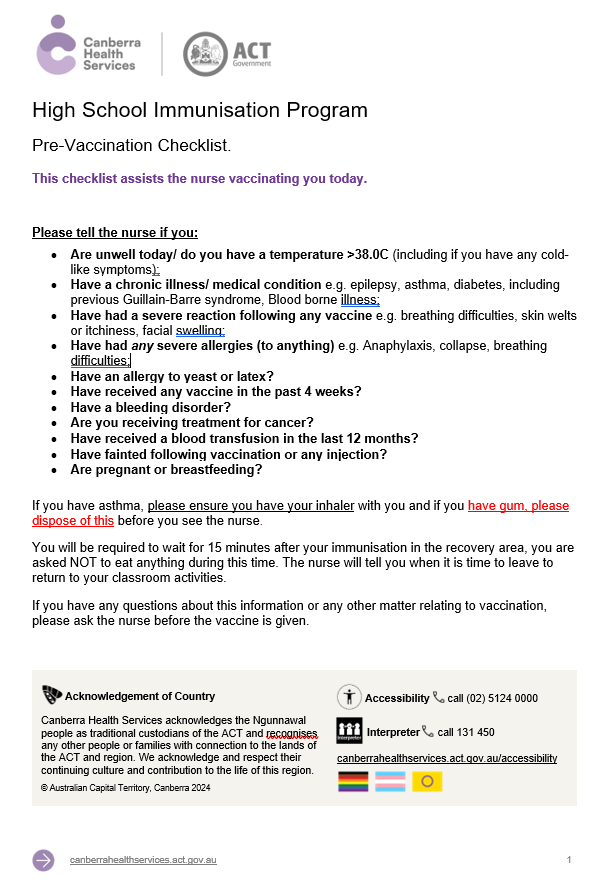 Canberra
Health
Services
ACT
Government
High School Immunisation Program
Pre-Vaccination Checklist.
This checklist assists the nurse vaccinating you today.
Please tell the nurse if you:
• Are unwell today/ do you have a temperature >38.0C (including if you have any cold-
like symptoms);
• Have a chronic illness/ medical condition e.g. epilepsy, asthma, diabetes, including
previous Guillain-Barre syndrome, Blood borne illness;
• Have had a severe reaction following any vaccine e.g. breathing difficulties, skin welts
or itchiness, facial swelling;
• Have had any severe allergies (to anything) e.g. Anaphylaxis, collapse, breathing
difficulties;
• Have an allergy to yeast or latex?
• Have received any vaccine in the past 4 weeks?
• Have a bleeding disorder?
• Are you receiving treatment for cancer?
• Have received a blood transfusion in the last 12 months?
• Have fainted following vaccination or any injection?
• Are pregnant or breastfeeding?
If you have asthma, please ensure you have your inhaler with you and if you have gum, please
dispose of this before you see the nurse.
You will be required to wait for 15 minutes after your immunisation in the recovery area, you are
asked NOT to eat anything during this time. The nurse will tell you when it is time to leave to
return to your classroom activities.
If you have any questions about this information or any other matter relating to vaccination,
please ask the nurse before the vaccine is given.
Acknowledgement of Country
Canberra Health Services acknowledges the Ngunnawal
people as traditional custodians of the ACT and recognises
any other people or families with connection to the lands of
the ACT and region. We acknowledge and respect their
continuing culture and contribution to the life of this region.
© Australian Capital Territory, Canberra 2024
Accessibility call (02) 5124 0000
Interpreter
Interpreter call 131 450
canberrahealthservices.act.gov.au/accessibility
canberrahealthservices.act.gov.au
1